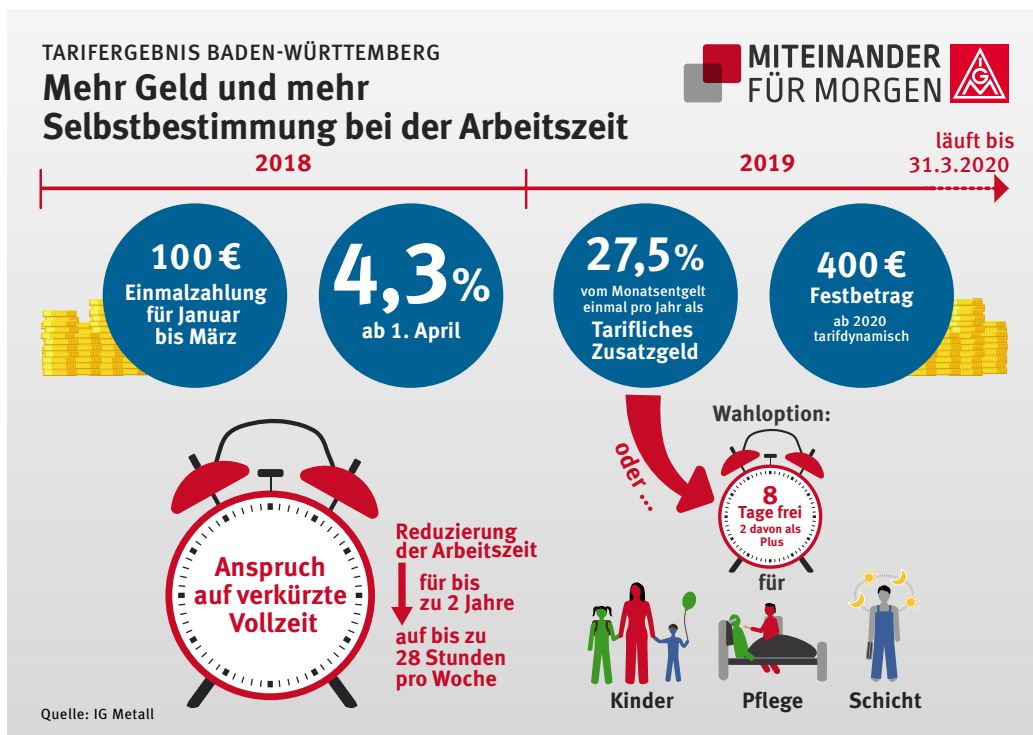 TARIFERGEBNIS BADEN-WÜRTTEMBERG
Mehr Geld und mehr
Selbstbestimmung bei der Arbeitszeit
MITEINANDER
FÜR MORGEN
IG M
2018
2019
läuft bis
31.3.2020
100 €
Einmalzahlung
für Januar
bis März
4,3%
ab 1. April
27,5%
vom Monatsentgelt
einmal pro Jahr als
Tarifliches
Zusatzgeld
400 €
Festbetrag
ab 2020
tarifdynamisch
oder ...
Wahloption:
8
Tage frei
2 davon als
Plus
für
Kinder
Pflege
Schicht
Anspruch
auf verkürzte
Vollzeit
Reduzierung
der Arbeitszeit
für bis
zu 2 Jahre
auf bis zu
28 Stunden
pro Woche
Quelle: IG Metall